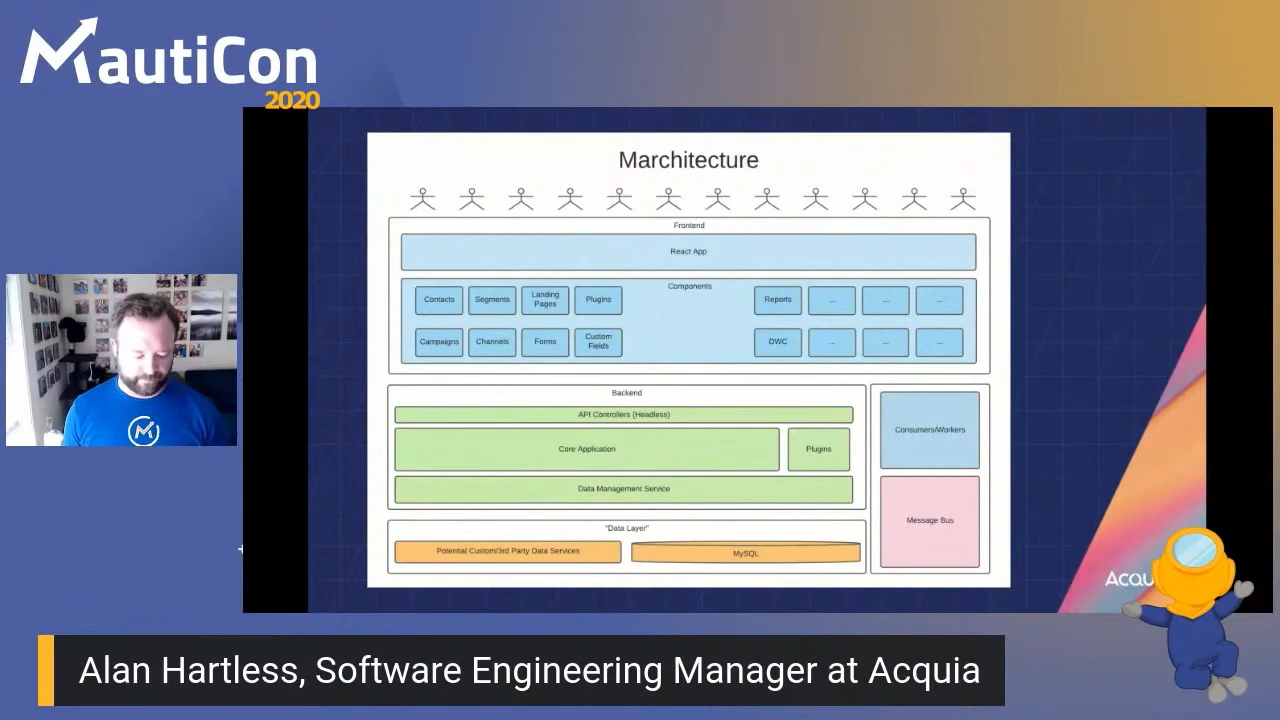 MautiCon
2020
Marchitecture
Frontend
React App
Components
Contacts
Segments
Landing
Pages
Plugins
Reports
...
...
...
Campaigns
Channels
Forms
Custom
Fields
DWC
...
...
...
Backend
API Controllers (Headless)
Core Application
Plugins
Data Management Service
Consumers/Workers
Message Bus
"Data Layer"
Potential Custom/3rd Party Data Services
MySQL
Alan Hartless, Software Engineering Manager at Acquia